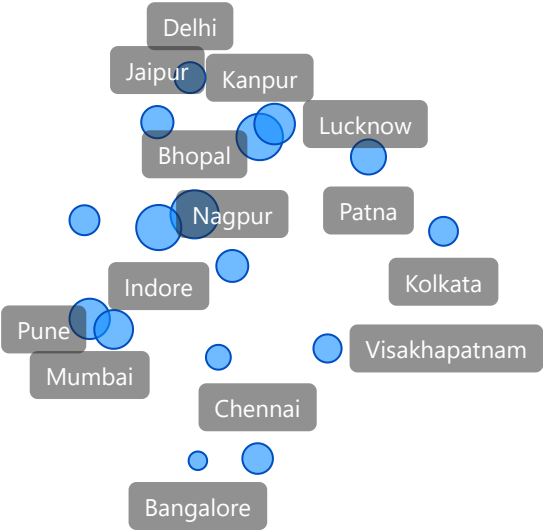 Delhi
Jaipur
Kanpur
Lucknow
Bhopal
Nagpur
Patna
Kolkata
Indore
Pune
Visakhapatnam
Mumbai
Chennai
Bangalore